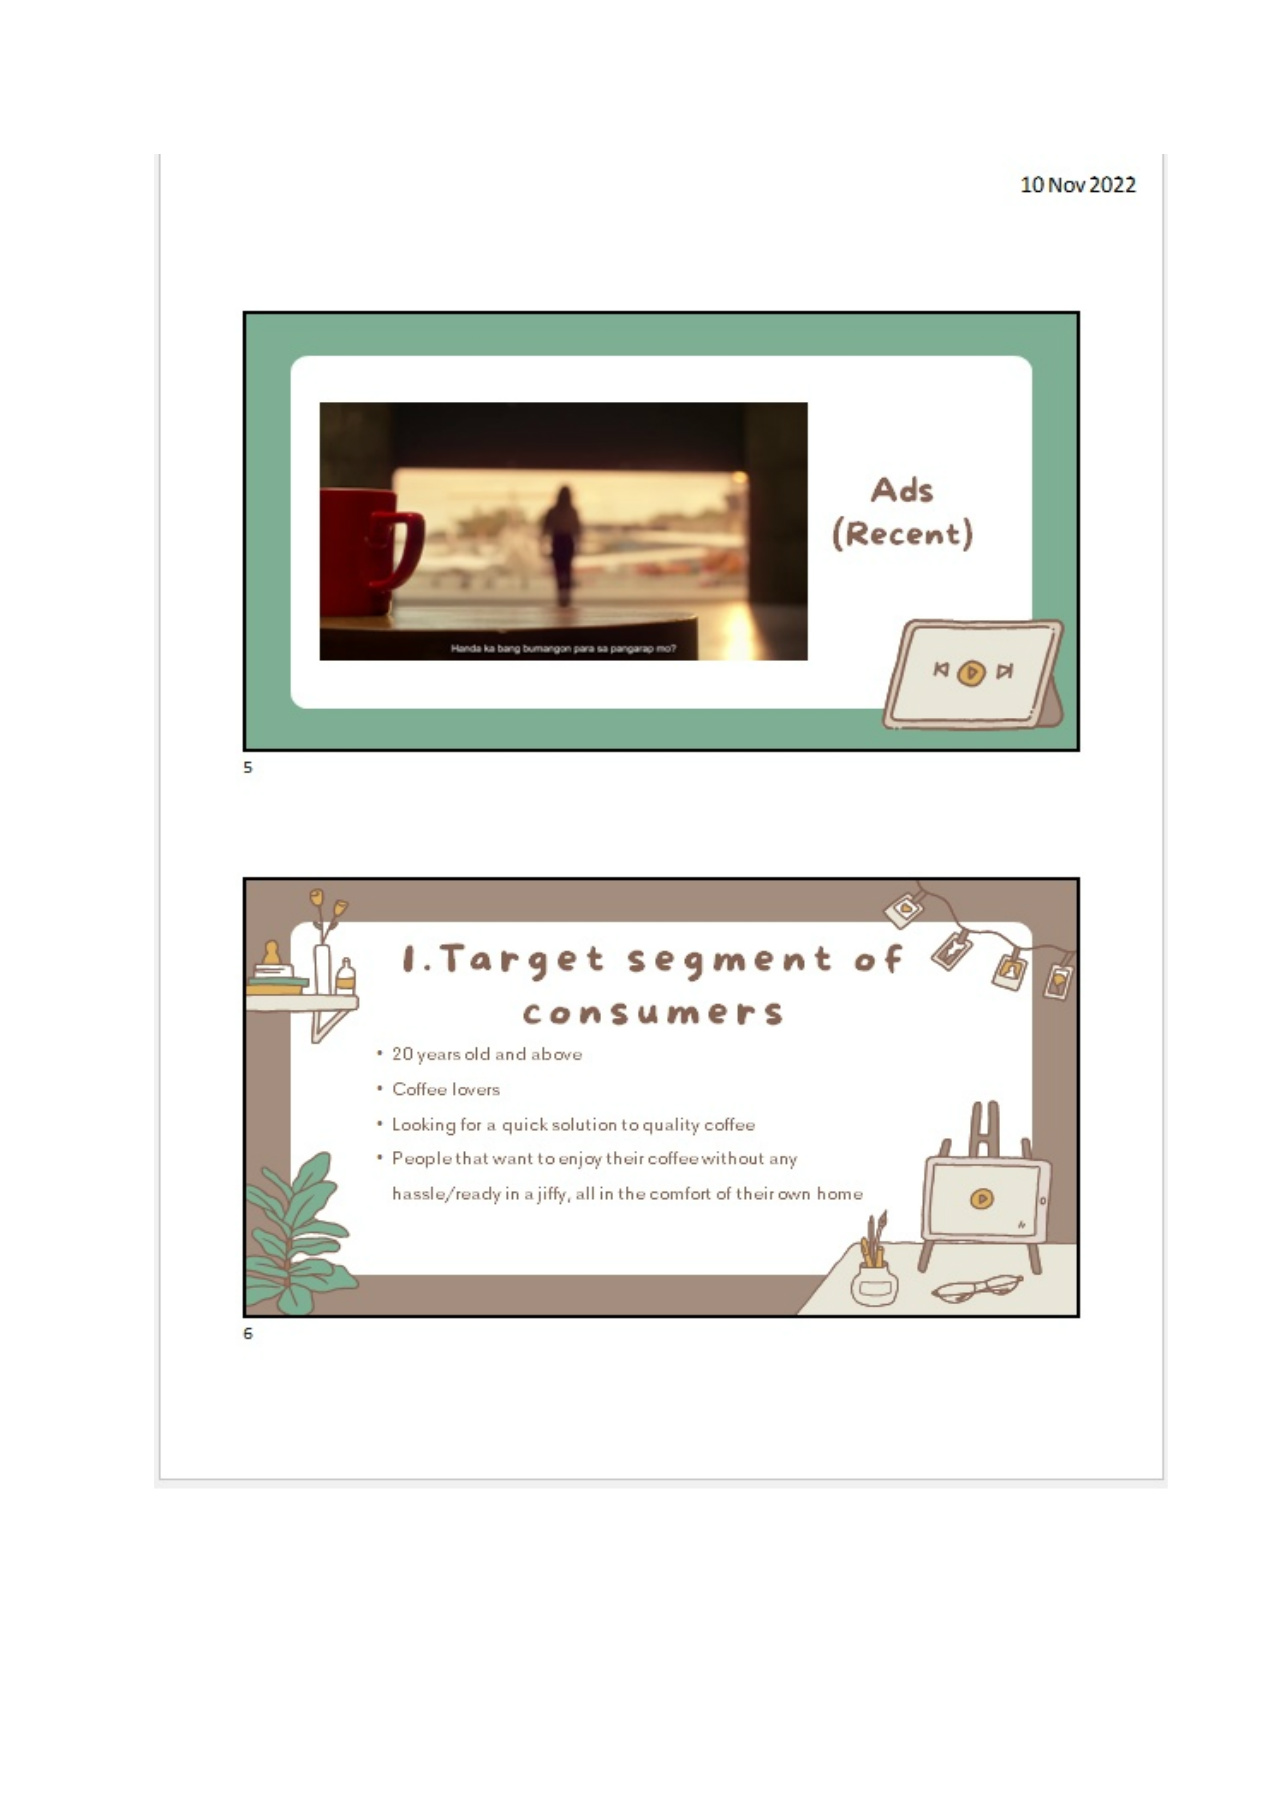 10 Nov 2022
Ads
(Recent)
Handa ka bang bumangon para sa pangarap mo?
5
1.Target segment of
consumers
• 20 years old and above
• Coffee lovers
• Looking for a quick solution to quality coffee
• People that want to enjoy their coffee without any
hassle/ready in a jiffy, all in the comfort of their own home
6